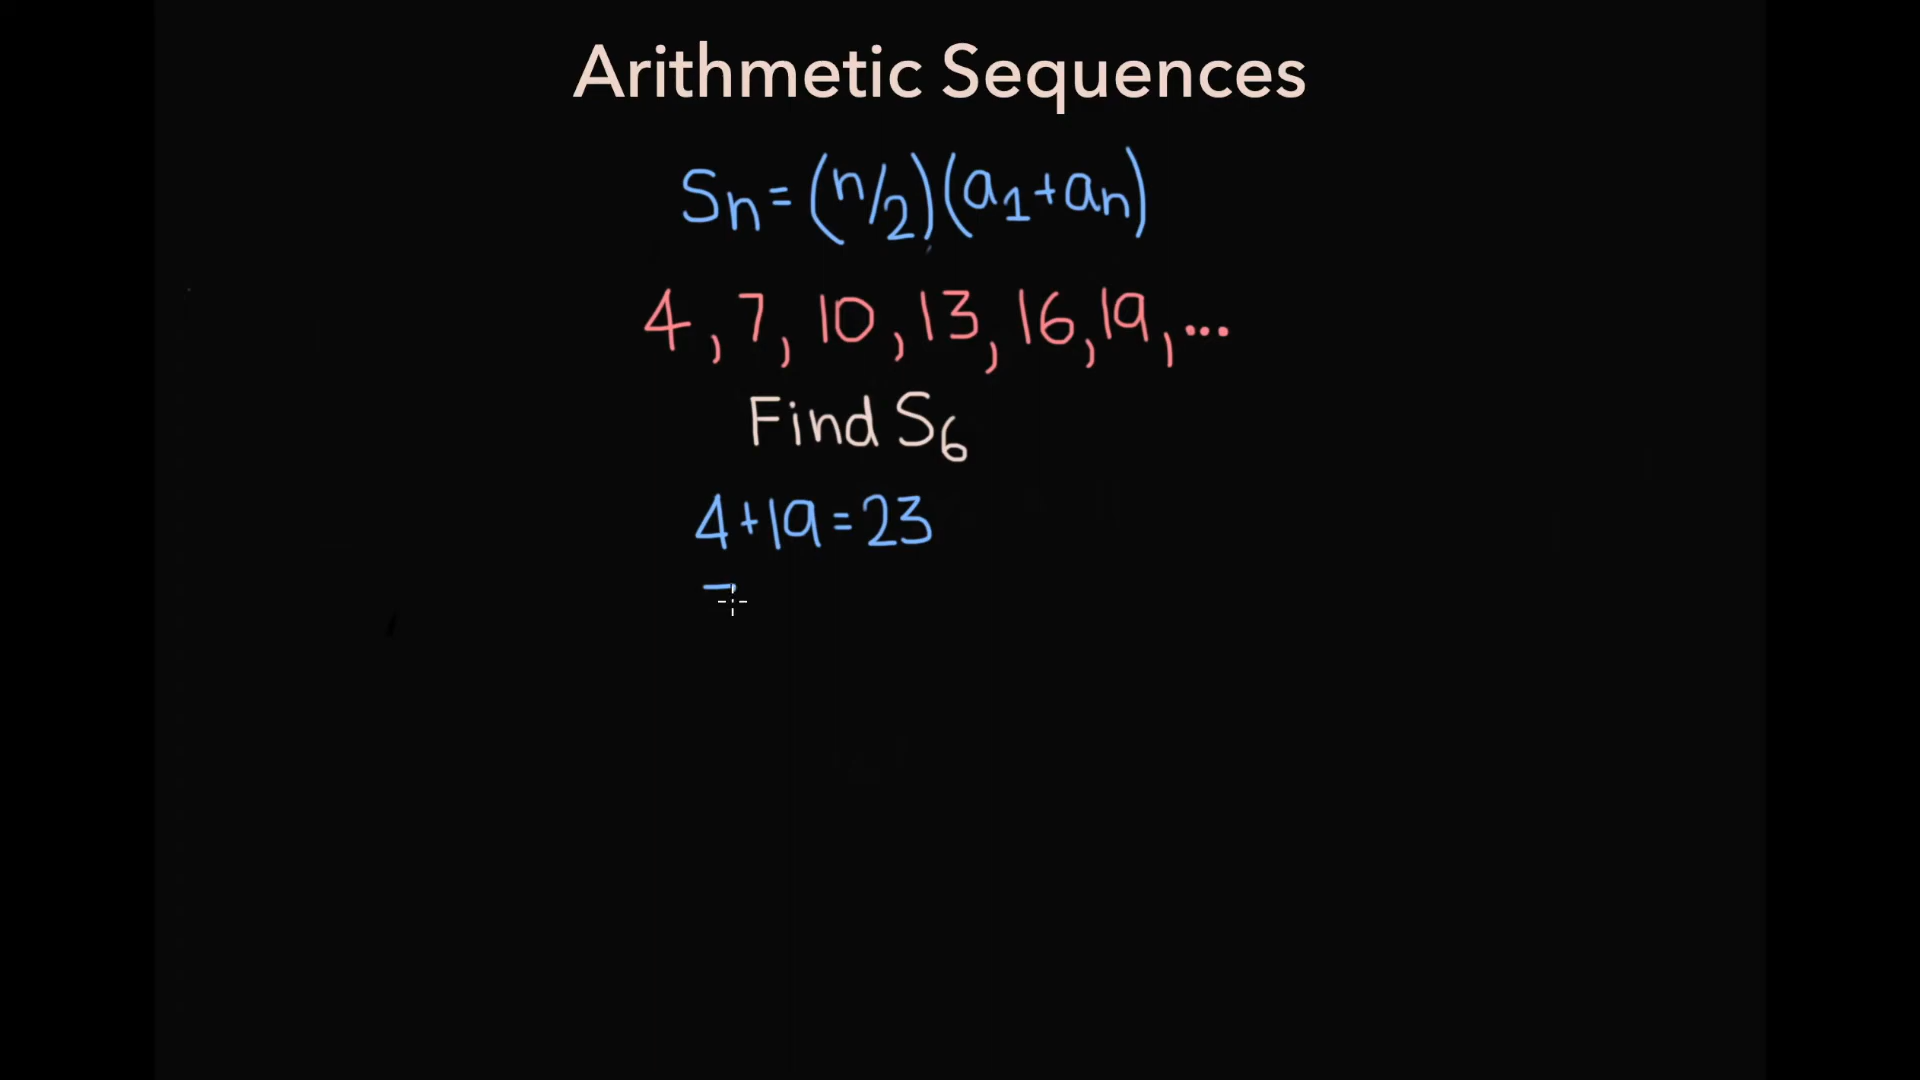 Arithmetic Sequences
Sn=(n/2)(a1+an)
4,7,10,13,16,19,...
Find S6
4+19=23